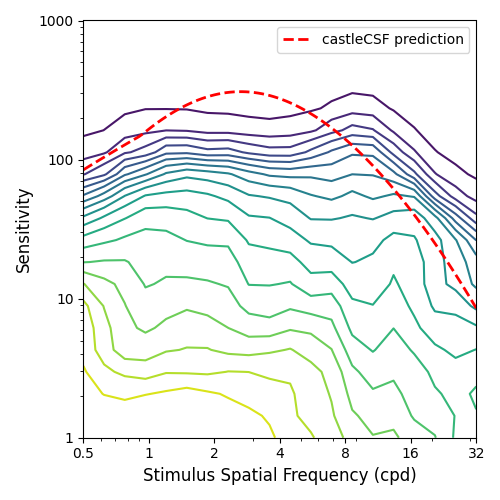 1000
castleCSF prediction
100
Sensitivity
10
1
0.5 1 2 4 8 16 32
Stimulus Spatial Frequency (cpd)